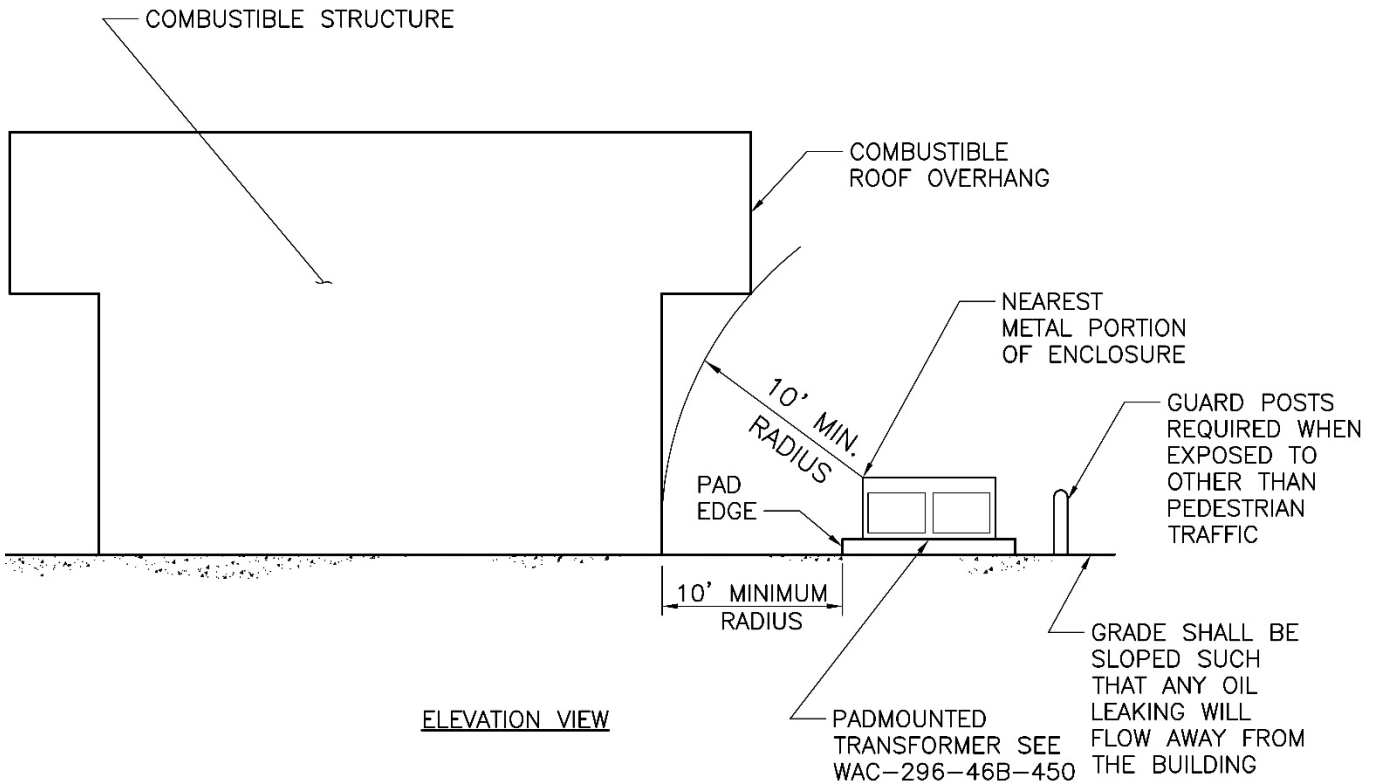 COMBUSTIBLE STRUCTURE
COMBUSTIBLE
ROOF OVERHANG
NEAREST
METAL PORTION
OF ENCLOSURE
10' MIN.
RADIUS
GUARD POSTS
REQUIRED WHEN
EXPOSED TO
OTHER THAN
PEDESTRIAN
TRAFFIC
PAD
EDGE
10' MINIMUM
RADIUS
GRADE SHALL BE
SLOPED SUCH
THAT ANY OIL
LEAKING WILL
FLOW AWAY FROM
THE BUILDING
ELEVATION VIEW
PADMOUNTED
TRANSFORMER SEE
WAC-296-46B-450